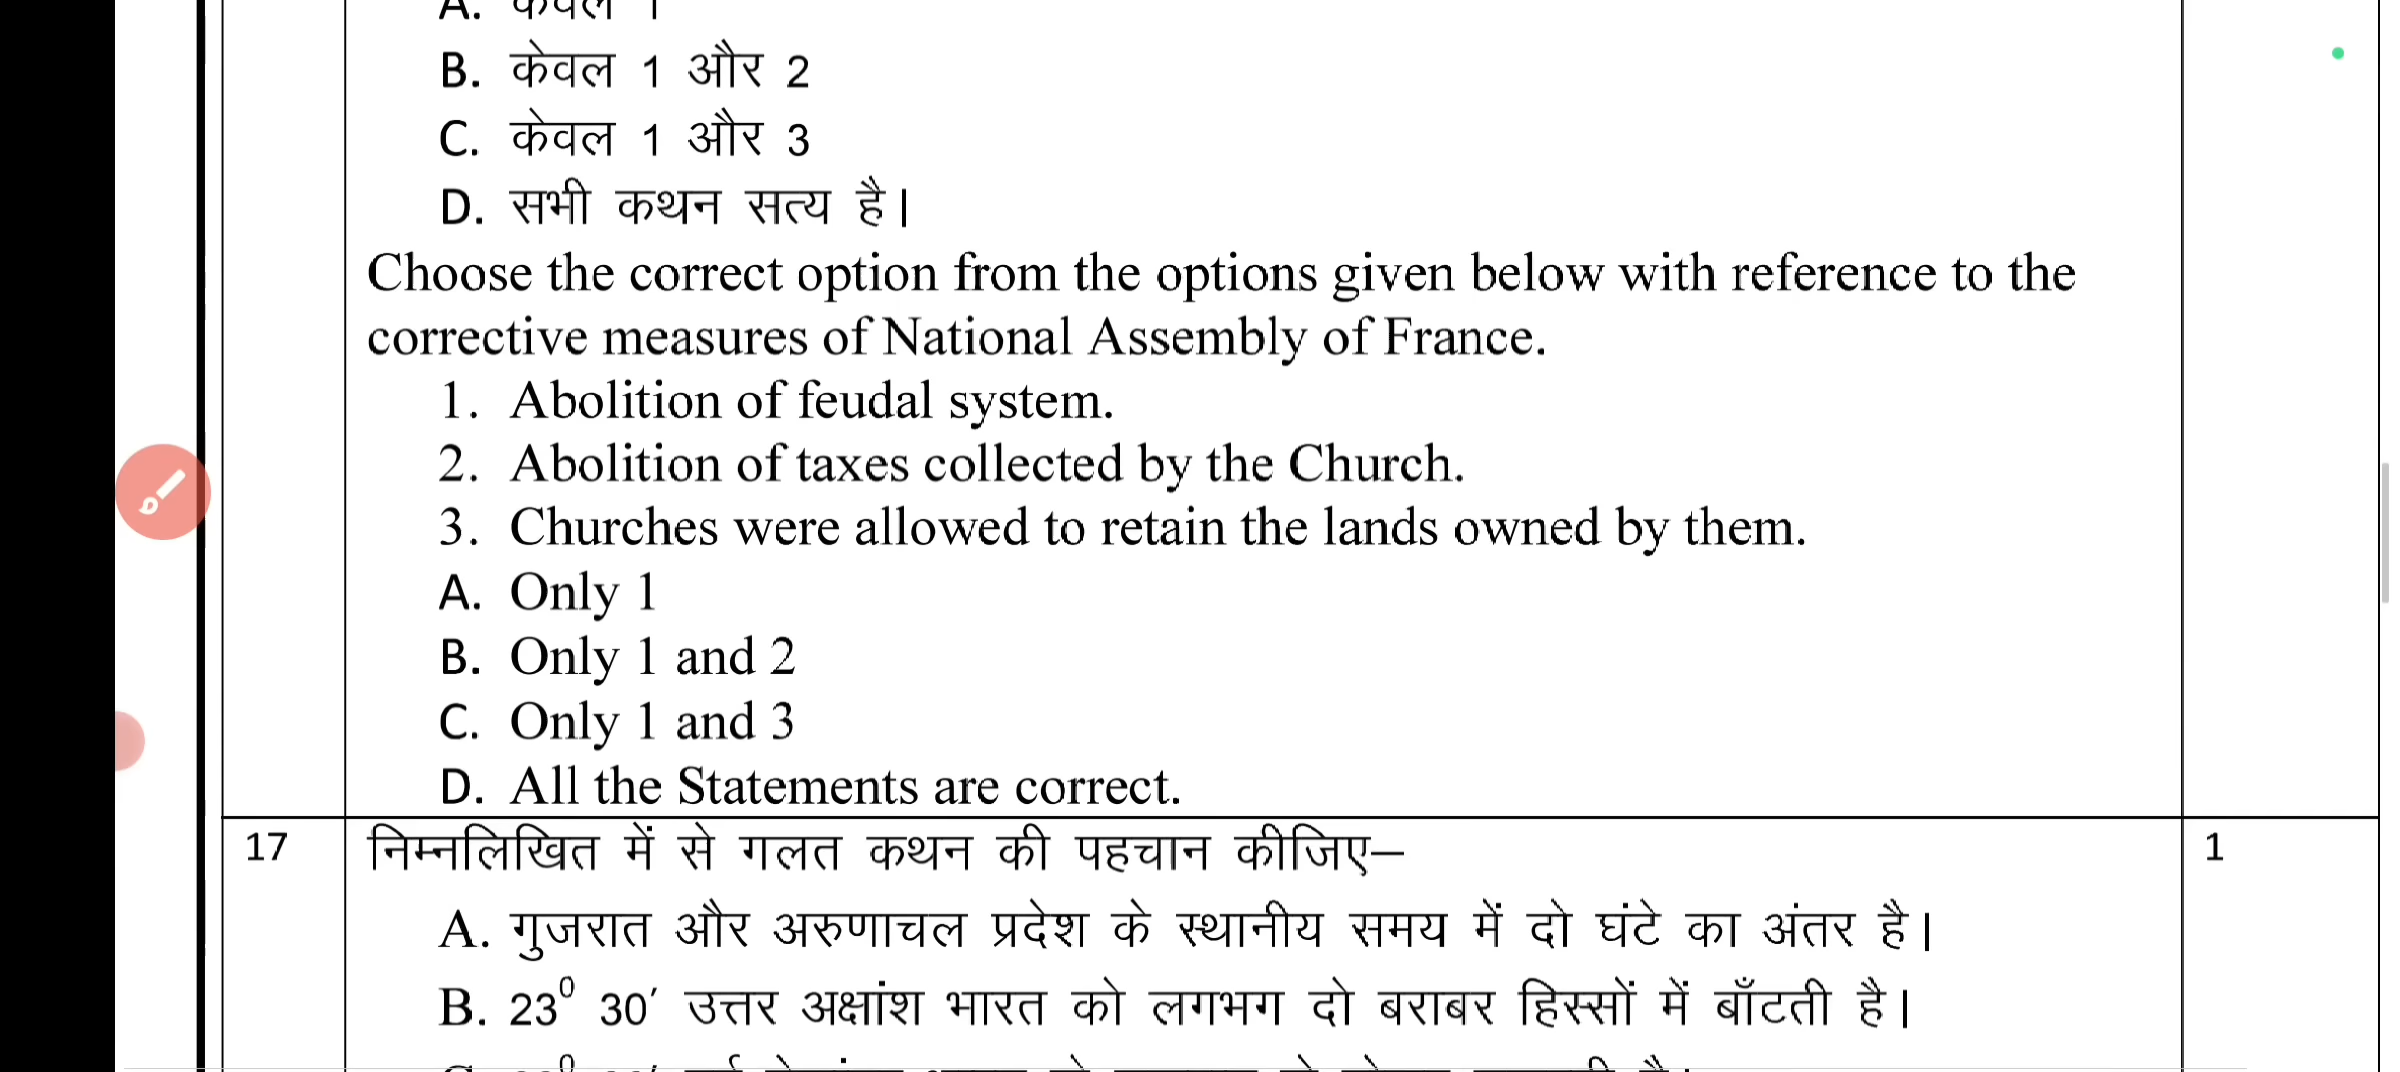 B. केवल 1 और 2
C. केवल 1 और 3
D. सभी कथन सत्य है।
Choose the correct option from the options given below with reference to the
corrective measures of National Assembly of France.
1. Abolition of feudal system.
2. Abolition of taxes collected by the Church.
3. Churches were allowed to retain the lands owned by them.
A. Only 1
B. Only 1 and 2
C. Only 1 and 3
D. All the Statements are correct.
17 निम्नलिखित में से गलत कथन की पहचान कीजिए– 1
A. गुजरात और अरुणाचल प्रदेश के स्थानीय समय में दो घंटे का अंतर है।
B. 23⁰ 30′ उत्तर अक्षांश भारत को लगभग दो बराबर हिस्सों में बाँटती है।